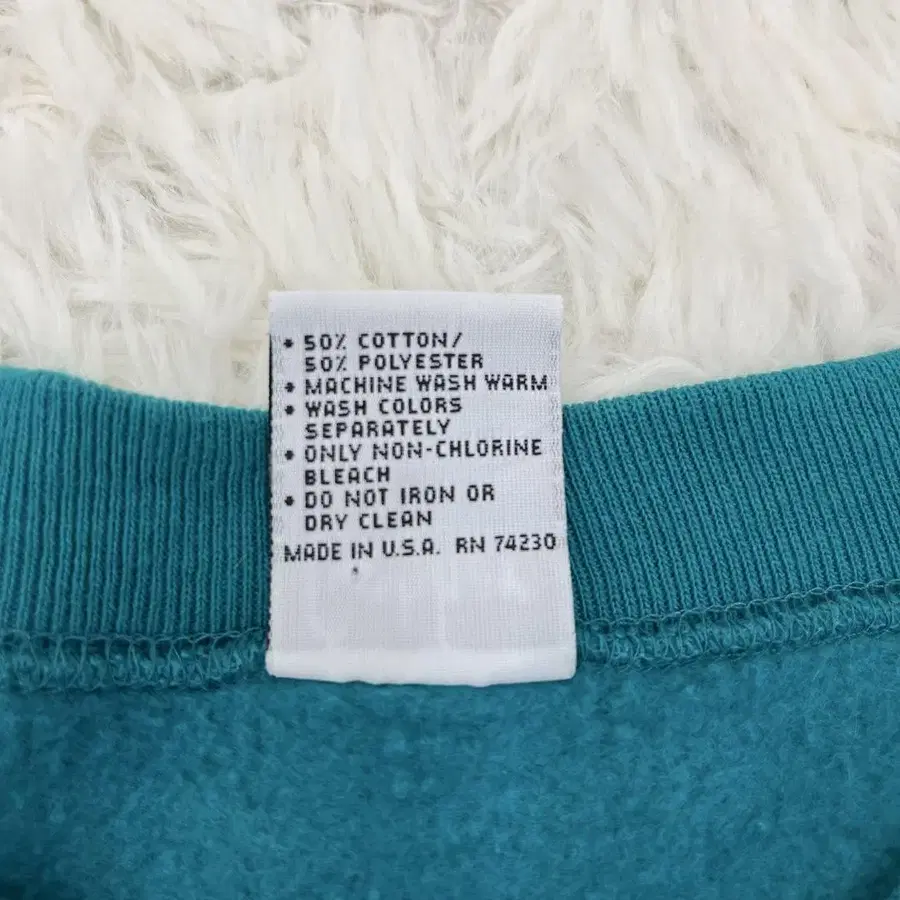 • 50% COTTON/
50% POLYESTER
• MACHINE WASH WARM
• WASH COLORS
SEPARATELY
• ONLY NON-CHLORINE
BLEACH
• DO NOT IRON OR
DRY CLEAN
MADE IN U.S.A. RN 74230